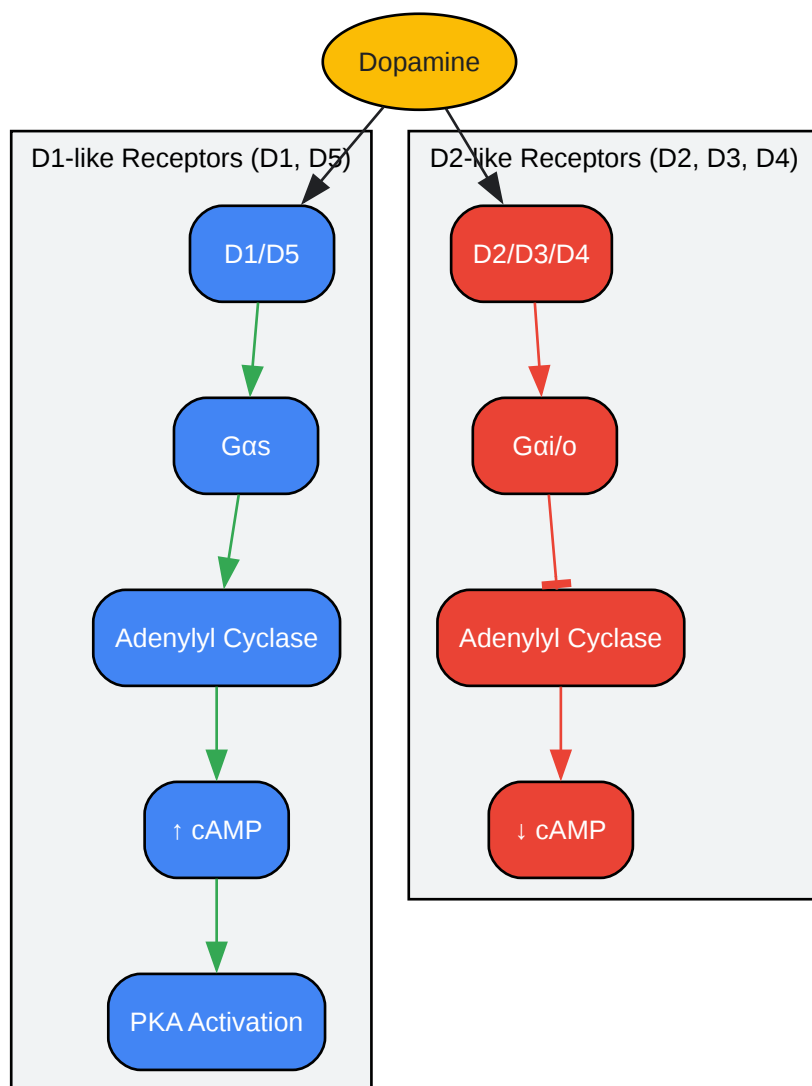 Dopamine
D1-like Receptors (D1, D5)
D1/D5
Gαs
Adenylyl Cyclase
↑ cAMP
PKA Activation
D2-like Receptors (D2, D3, D4)
D2/D3/D4
Gαi/o
Adenylyl Cyclase
↓ cAMP